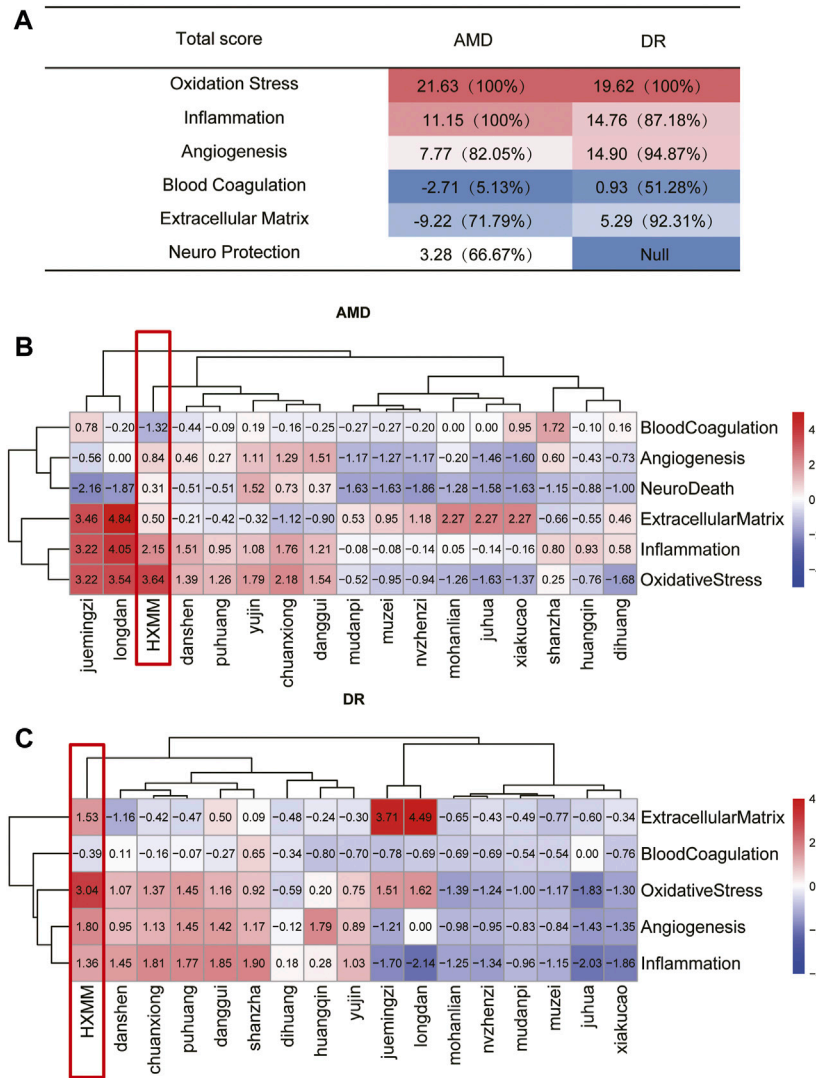 A
Total score AMD DR
Oxidation Stress 21.63（100%） 19.62（100%）
Inflammation 11.15（100%） 14.76（87.18%）
Angiogenesis 7.77（82.05%） 14.90（94.87%）
Blood Coagulation -2.71（5.13%） 0.93（51.28%）
Extracellular Matrix -9.22（71.79%） 5.29（92.31%）
Neuro Protection 3.28（66.67%） Null
AMD
B
0.78 −0.20 −1.32 −0.44 −0.09 0.19 −0.16 −0.25 −0.27 −0.27 −0.20 0.00 0.00 0.95 1.72 −0.10 0.16 BloodCoagulation
−0.56 0.00 0.84 0.46 0.27 1.11 1.29 1.51 −1.17 −1.27 −1.17 −0.20 −1.46 −1.60 0.60 −0.43 −0.73 Angiogenesis
−2.16 −1.87 0.31 −0.51 −0.51 1.52 0.73 0.37 −1.63 −1.63 −1.86 −1.28 −1.58 −1.63 −1.15 −0.88 −1.00 NeuroDeath
3.46 4.84 0.50 −0.21 −0.42 −0.32 −1.12 −0.90 0.53 0.95 1.18 2.27 2.27 2.27 −0.66 −0.55 0.46 ExtracellularMatrix
3.22 4.05 2.15 1.51 0.95 1.08 1.76 1.21 −0.08 −0.08 −0.14 0.05 −0.14 −0.16 0.80 0.93 0.58 Inflammation
3.22 3.54 3.64 1.39 1.26 1.79 2.18 1.54 −0.52 −0.95 −0.94 −1.26 −1.63 −1.37 0.25 −0.76 −1.68 OxidativeStress
juemingzi longdan HXMM danshen puhuang yujin chuanxiong danggui mudanpi muzei nvzhenzi mohanlian juhua xiakucao shanzha huangqin dihuang
4
2
0
DR
C
1.53 −1.16 −0.42 −0.47 0.50 0.09 −0.48 −0.24 −0.30 3.71 4.49 −0.65 −0.43 −0.49 −0.77 −0.60 −0.34 ExtracellularMatrix
−0.39 0.11 −0.16 −0.07 −0.27 0.65 −0.34 −0.80 −0.70 −0.78 −0.69 −0.69 −0.69 −0.54 −0.54 0.00 −0.76 BloodCoagulation
3.04 1.07 1.37 1.45 1.16 0.92 −0.59 0.20 0.75 1.51 1.62 −1.39 −1.24 −1.00 −1.17 −1.83 −1.30 OxidativeStress
1.80 0.95 1.13 1.45 1.42 1.17 −0.12 1.79 0.89 −1.21 0.00 −0.98 −0.95 −0.83 −0.84 −1.43 −1.35 Angiogenesis
1.36 1.45 1.81 1.77 1.85 1.90 0.18 0.28 1.03 −1.70 −2.14 −1.25 −1.34 −0.96 −1.15 −2.03 −1.86 Inflammation
HXMM danshen chuanxiong puhuang danggui shanzha dihuang huangqin yujin juemingzi longdan mohanlian nvzhenzi mudanpi muzei juhua xiakucao
4
2
0